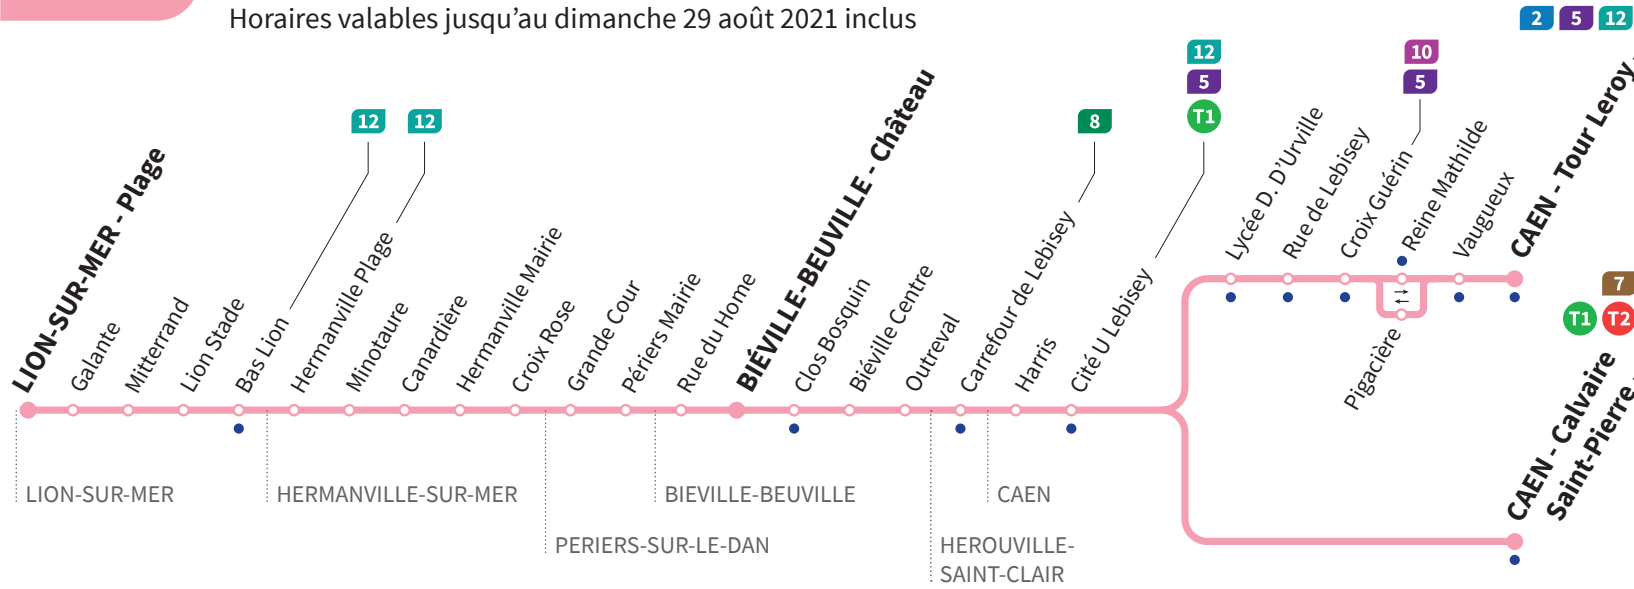 Horaires valables jusqu'au dimanche 29 août 2021 inclus
2 5 12
12
5
T1
10
5
12
12
8
LION-SUR-MER - Plage
Galante
Mitterrand
Lion Stade
Bas Lion
Hermanville Plage
Minotaure
Canardière
Hermanville Mairie
Croix Rose
Grande Cour
Périers Mairie
Rue du Home
BIÉVILLE-BEUVILLE - Château
Clos Bosquin
Biéville Centre
Outreval
Carrefour de Lebisey
Harris
Cité U Lebisey
Lycée D. D'Urville
Rue de Lebisey
Croix Guérin
Reine Mathilde
Pigacière
Vaugueux
CAEN - Tour Leroy
7
T1 T2
CAEN - Calvaire
Saint-Pierre
LION-SUR-MER
HERMANVILLE-SUR-MER
PERIERS-SUR-LE-DAN
BIEVILLE-BEUVILLE
HEROUVILLE-
SAINT-CLAIR
CAEN